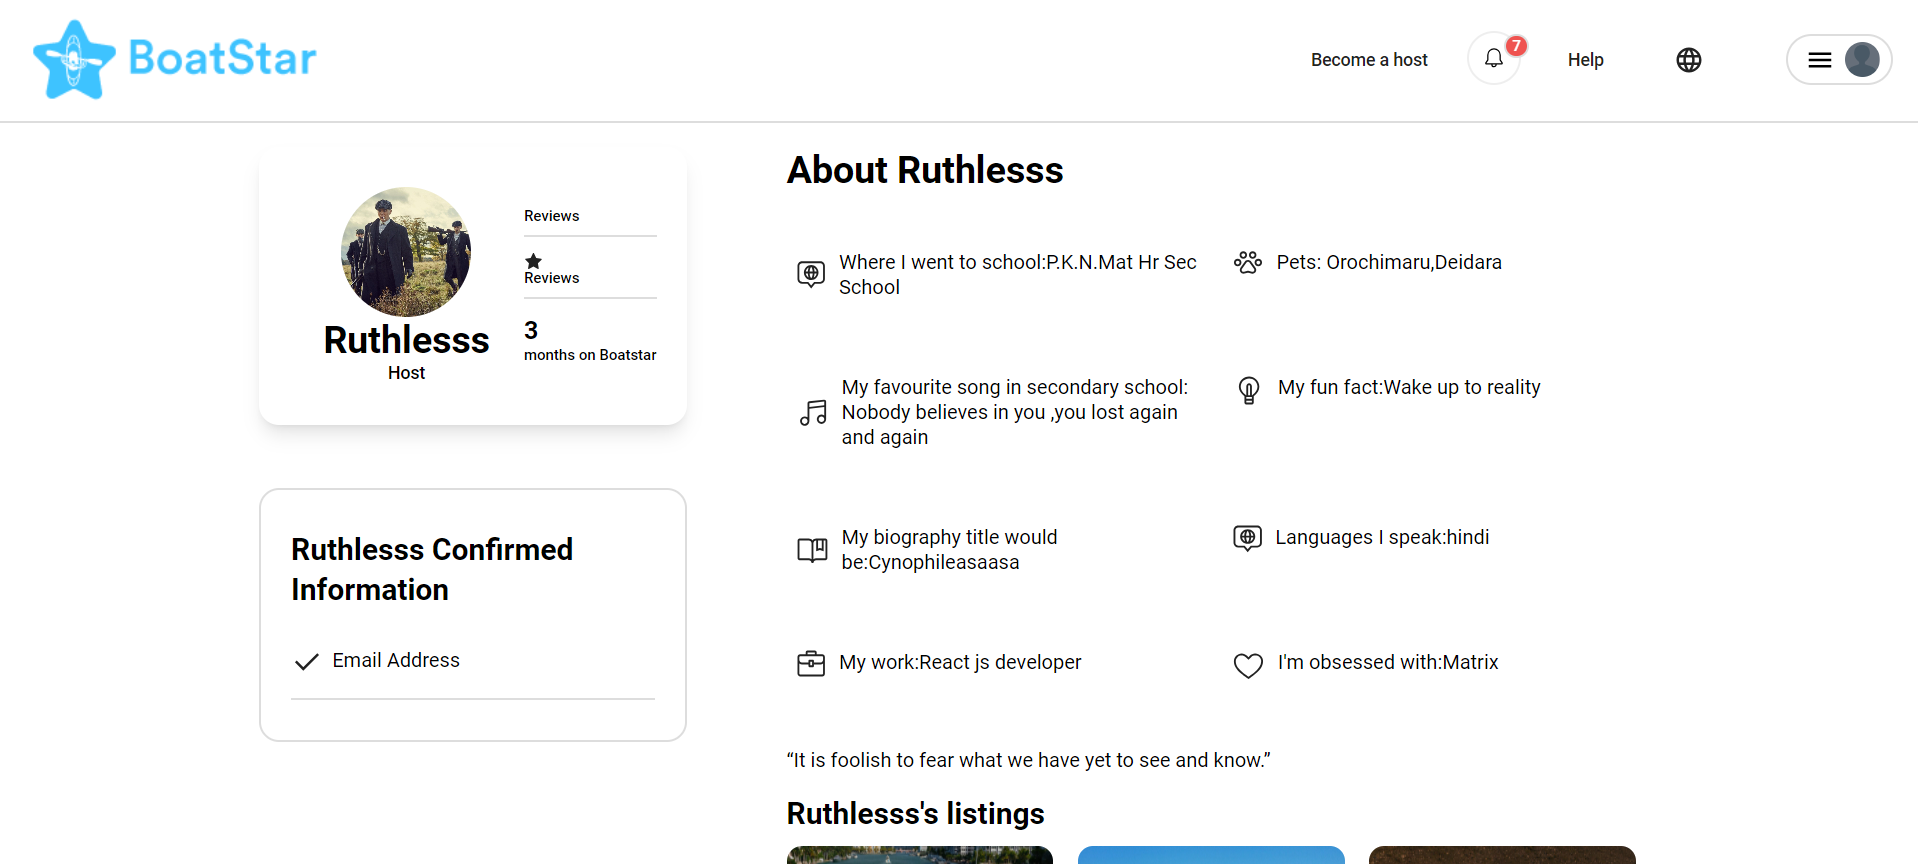 BoatStar
Become a host
7
Help
Reviews
Reviews
3
months on Boatstar
Ruthlesss
Host
Ruthlesss Confirmed
Information
Email Address
About Ruthlesss
Where I went to school:P.K.N.Mat Hr Sec
School
Pets: Orochimaru,Deidara
My favourite song in secondary school:
Nobody believes in you ,you lost again
and again
My fun fact:Wake up to reality
My biography title would
be:Cynophileasaasa
Languages I speak:hindi
My work:React js developer
I'm obsessed with:Matrix
“It is foolish to fear what we have yet to see and know.”
Ruthlesss's listings